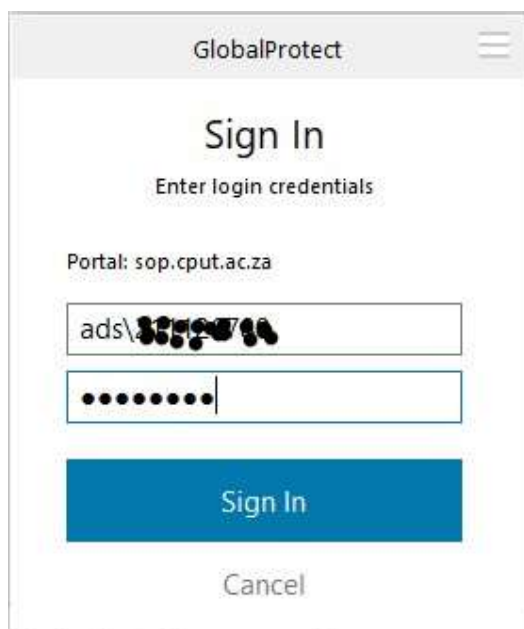 GlobalProtect
Sign In
Enter login credentials
Portal: sop.cput.ac.za
ads\
••••••••
Sign In
Cancel